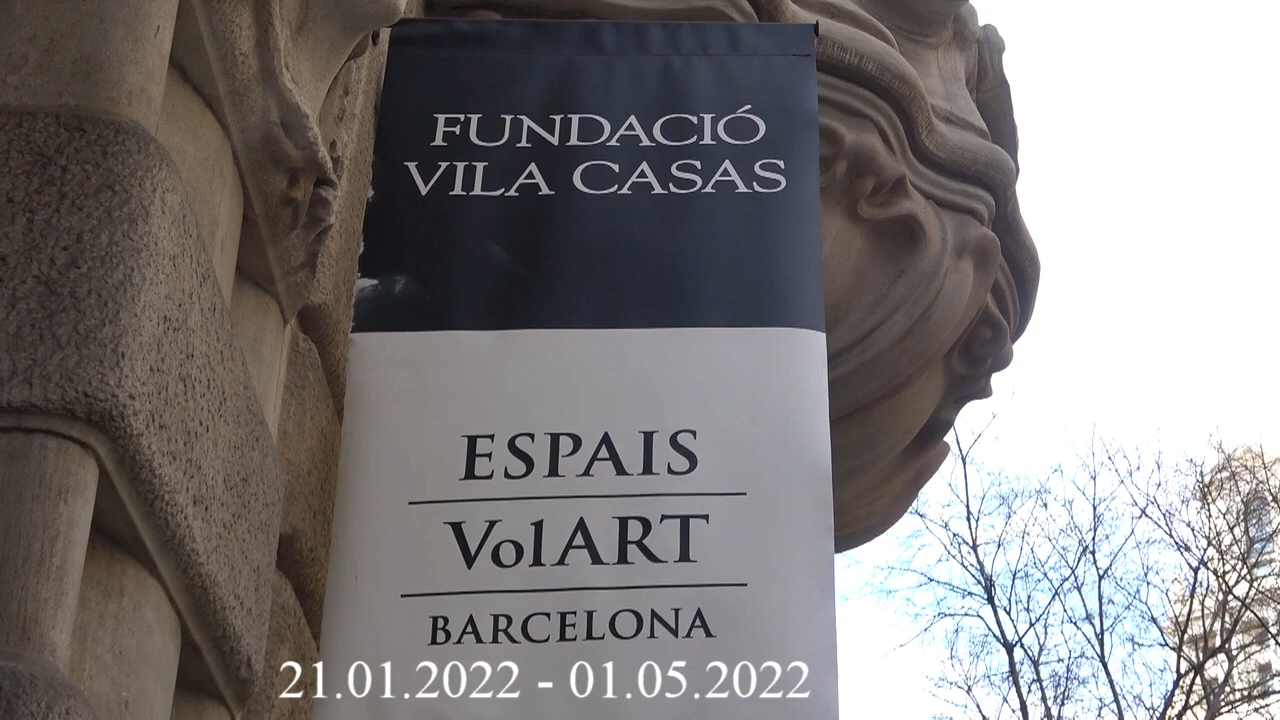 FUNDACIÓ
VILA CASAS
ESPAIS
VolART
BARCELONA
21.01.2022 - 01.05.2022